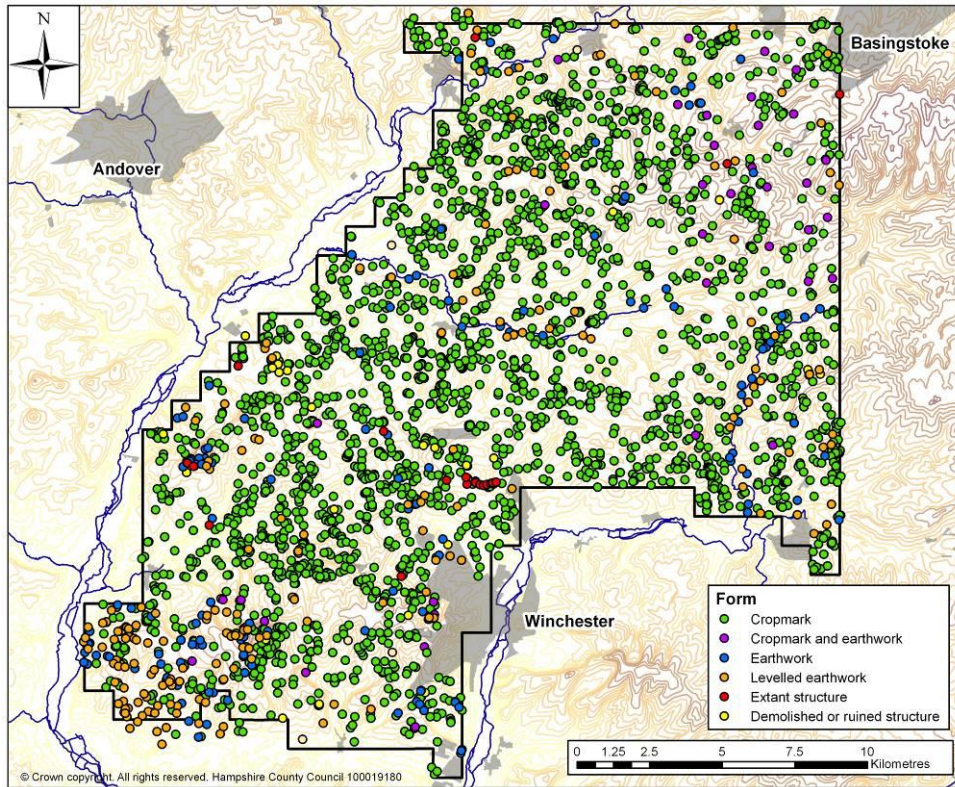 N
Basingstoke
Andover
Winchester
Form
Cropmark
Cropmark and earthwork
Earthwork
Levelled earthwork
Extant structure
Demolished or ruined structure
0 1.25 2.5 5 7.5 10
Kilometres
© Crown copyright. All rights reserved. Hampshire County Council 100019180